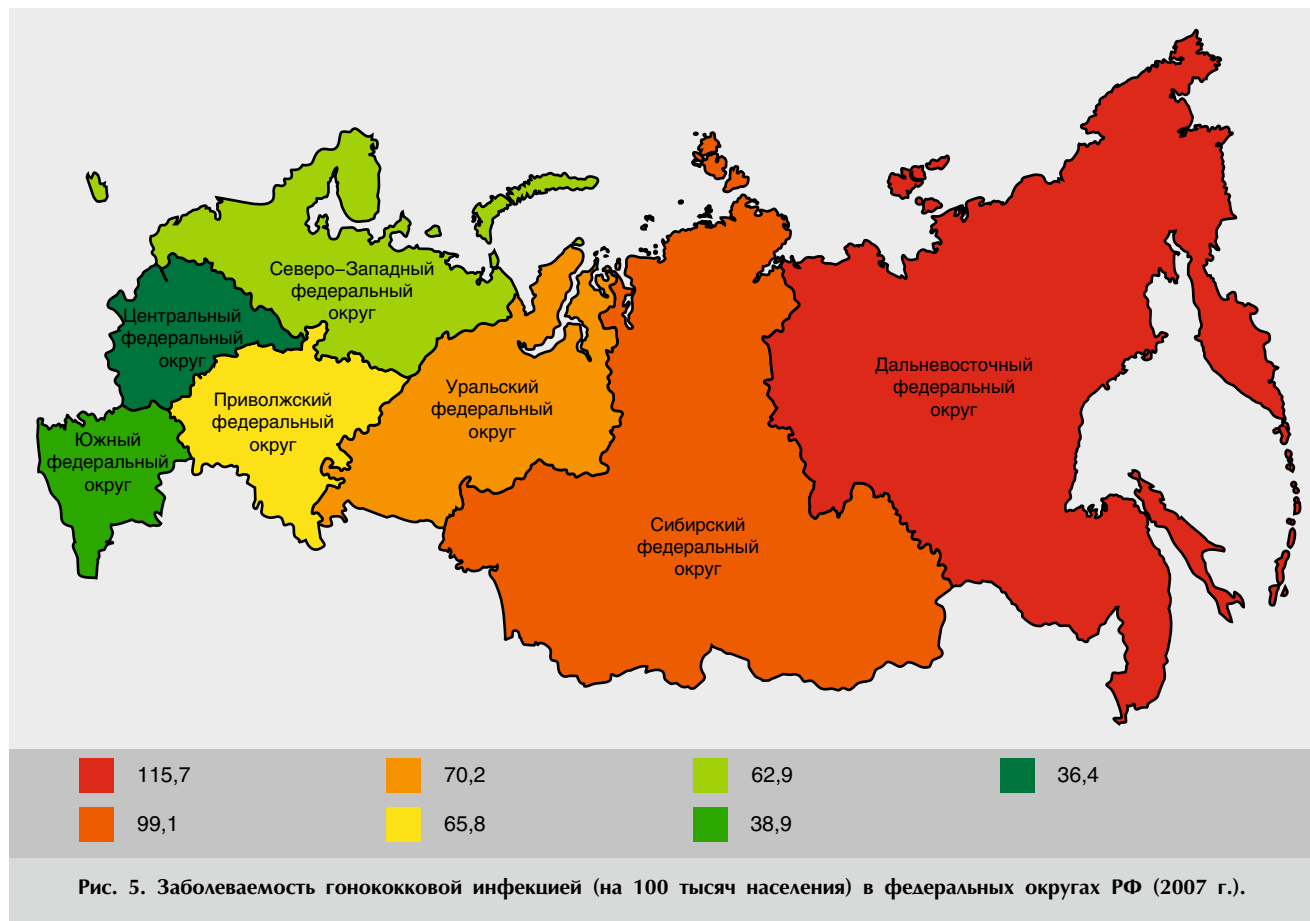 Северо–Западный
федеральный
округ
Центральный
федеральный
округ
Приволжский
федеральный
округ
Южный
федеральный
округ
Уральский
федеральный
округ
Сибирский
федеральный
округ
Дальневосточный
федеральный
округ
115,7
70,2
62,9
36,4
99,1
65,8
38,9
Рис. 5. Заболеваемость гонококковой инфекцией (на 100 тысяч населения) в федеральных округах РФ (2007 г.).